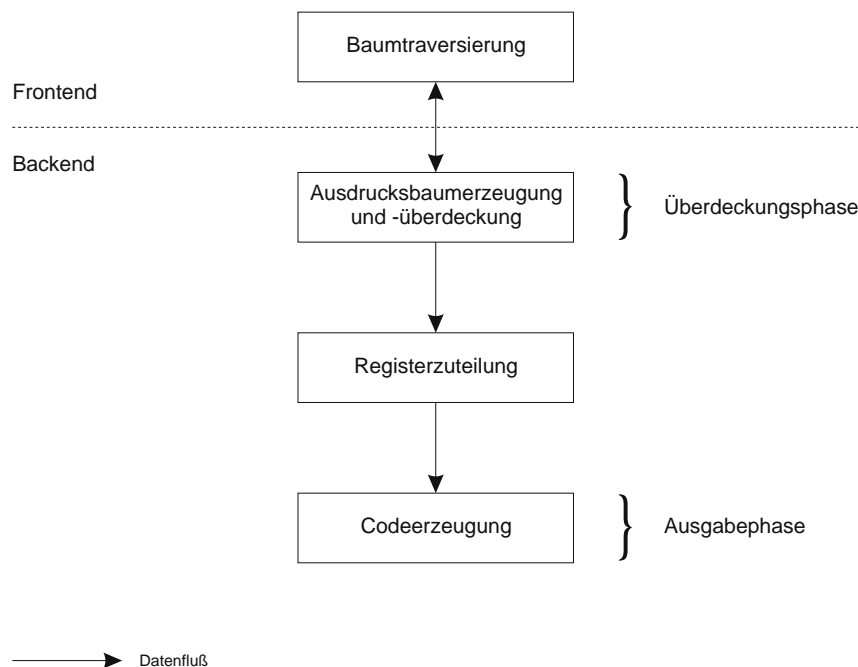 Baumtraversierung
Frontend
Backend
Ausdrucksbaumerzeugung
und -überdeckung
Überdeckungsphase
Registerzuteilung
Codeerzeugung
Ausgabephase
Datenfluß